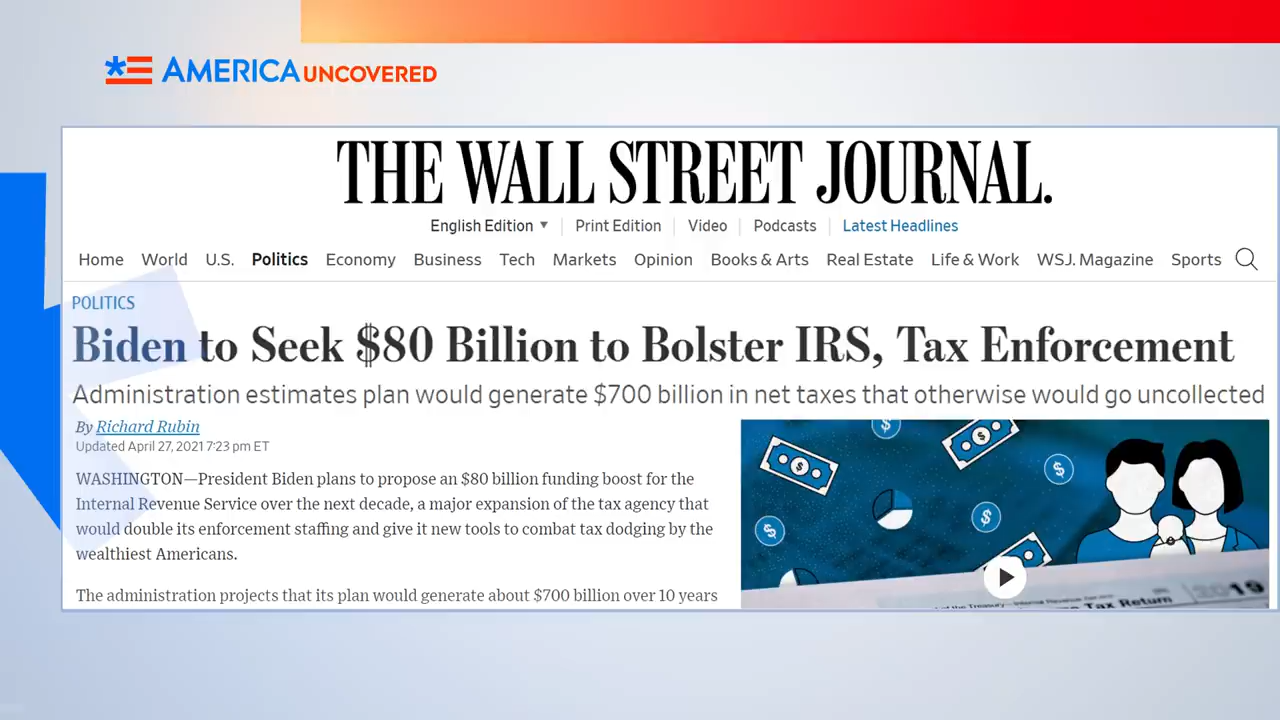 AMERICA UNCOVERED
THE WALL STREET JOURNAL.
English Edition ▼ | Print Edition | Video | Podcasts | Latest Headlines
Home World U.S. Politics Economy Business Tech Markets Opinion Books & Arts Real Estate Life & Work WSJ. Magazine Sports
POLITICS
Biden to Seek $80 Billion to Bolster IRS, Tax Enforcement
Administration estimates plan would generate $700 billion in net taxes that otherwise would go uncollected
By Richard Rubin
Updated April 27, 2021 7:23 pm ET
WASHINGTON—President Biden plans to propose an $80 billion funding boost for the
Internal Revenue Service over the next decade, a major expansion of the tax agency that
would double its enforcement staffing and give it new tools to combat tax dodging by the
wealthiest Americans.
The administration projects that its plan would generate about $700 billion over 10 years
of the Treasury—Internal Revenue
Tax Return
2019